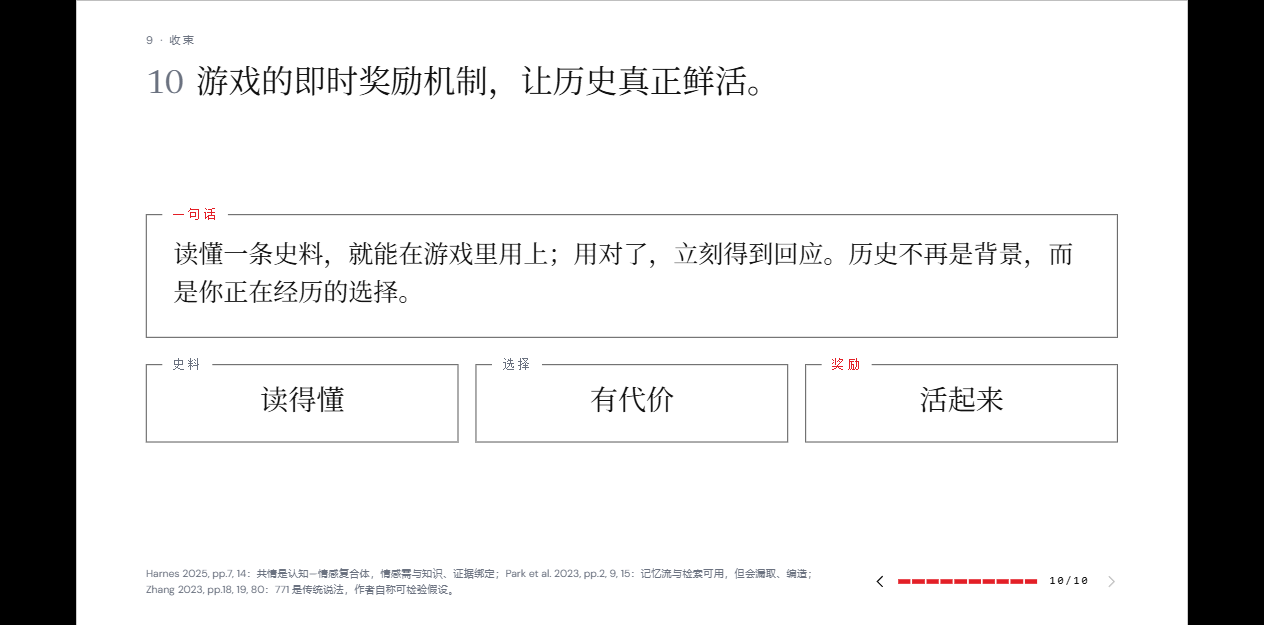 9 · 收束
10 游戏的即时奖励机制，让历史真正鲜活。
一句话
读懂一条史料，就能在游戏里用上；用对了，立刻得到回应。历史不再是背景，而
是你正在经历的选择。
史料
读得懂
选择
有代价
奖励
活起来
Harnes 2025, pp.7, 14：共情是认知—情感复合体，情感需与知识、证据绑定；Park et al. 2023, pp.2, 9, 15：记忆流与检索可用，但会漏取、编造；
Zhang 2023, pp.18, 19, 80：771 是传统说法，作者自称可检验假设。
10/10